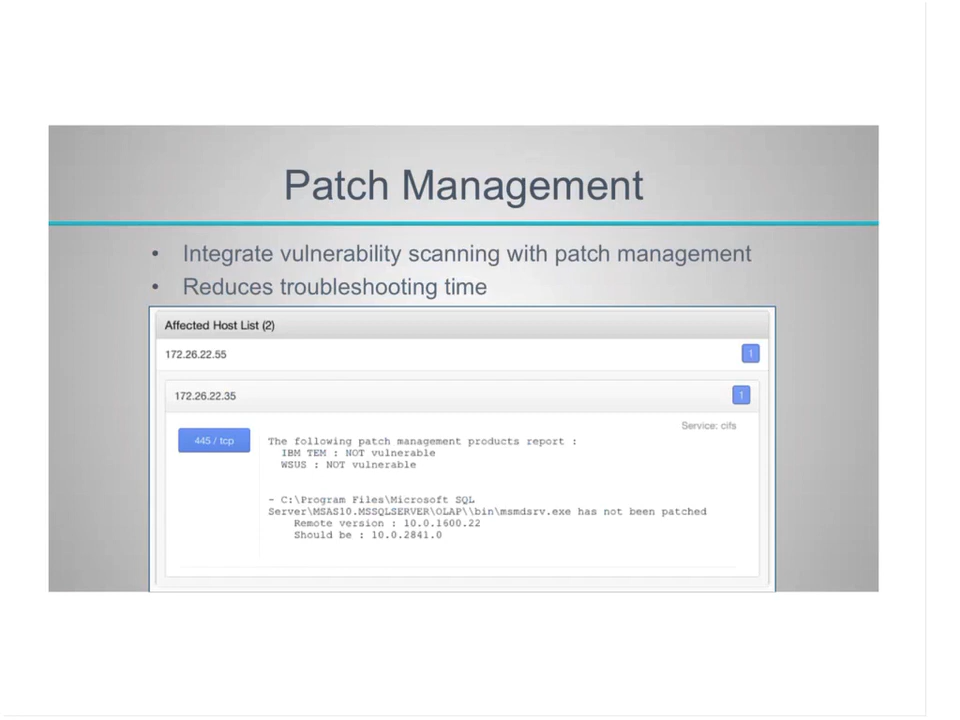 Patch Management
• Integrate vulnerability scanning with patch management
• Reduces troubleshooting time
Affected Host List (2)
172.26.22.55 1
172.26.22.35 1
Service: cifs
445 / tcp
The following patch management products report :
IBM TEM : NOT vulnerable
WSUS : NOT vulnerable
- C:\Program Files\Microsoft SQL
Server\MSAS10.MSSQLSERVER\OLAP\\bin\msmdsrv.exe has not been patched
Remote version : 10.0.1600.22
Should be : 10.0.2841.0